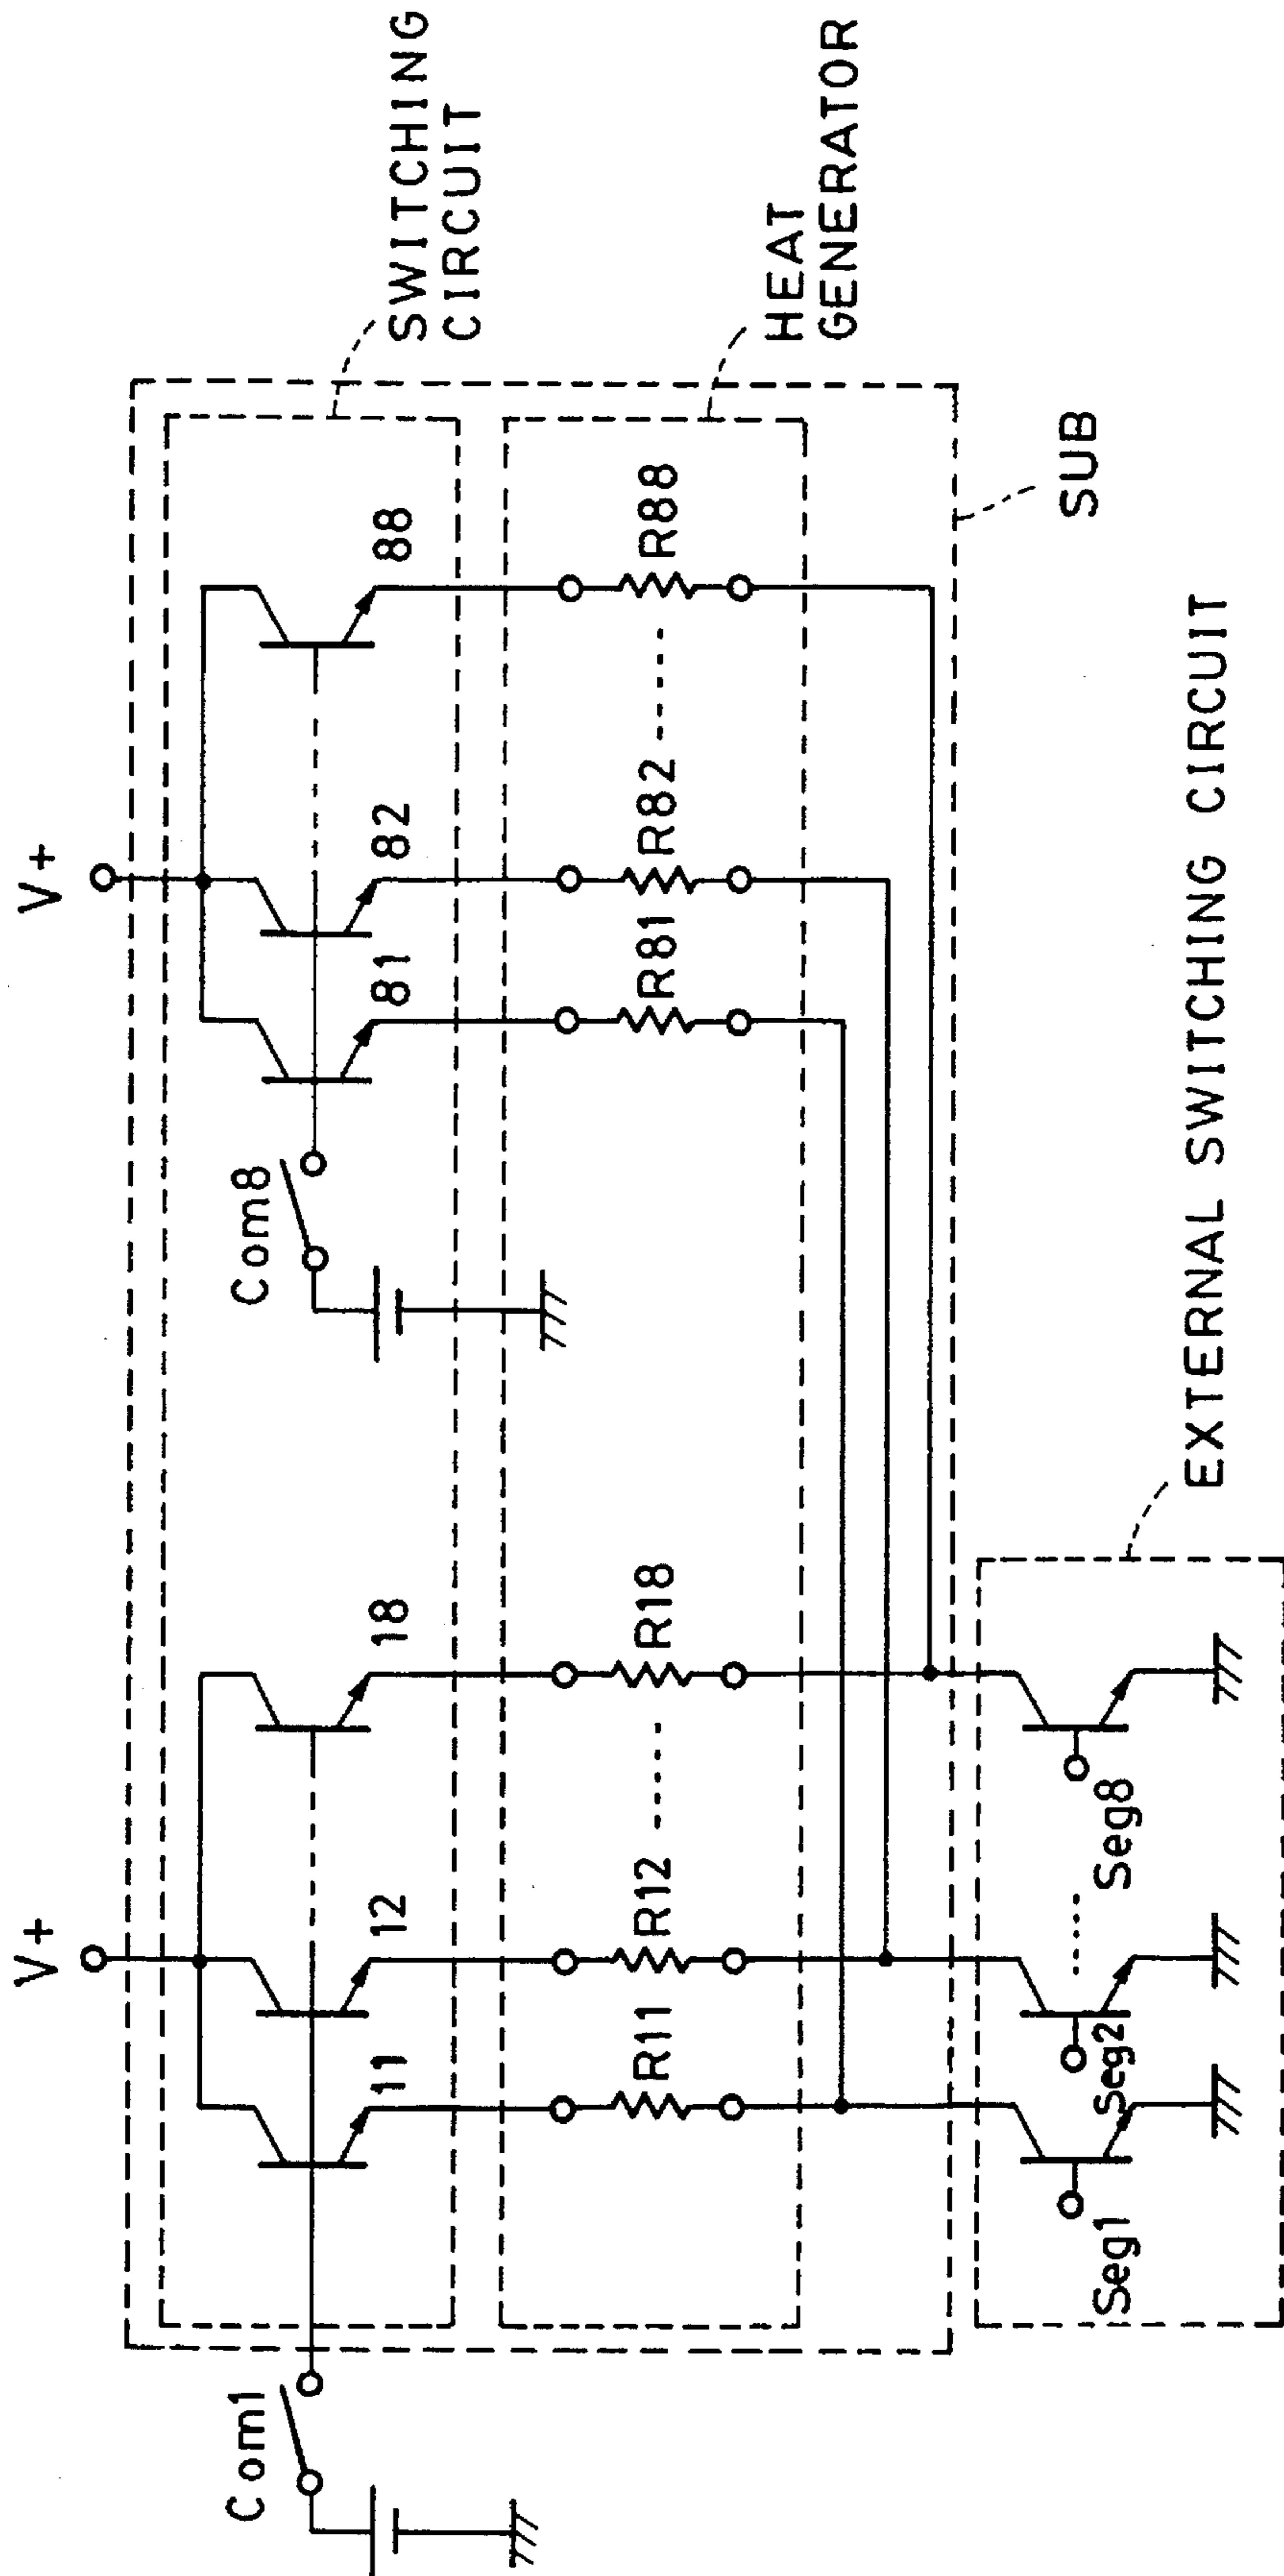 V+
V+
Com1
11
12
18
Com8
81
82
88
SWITCHING
CIRCUIT
R11
R12
R18
R81
R82
R88
HEAT
GENERATOR
SUB
Seg1
Seg2
Seg8
EXTERNAL SWITCHING CIRCUIT